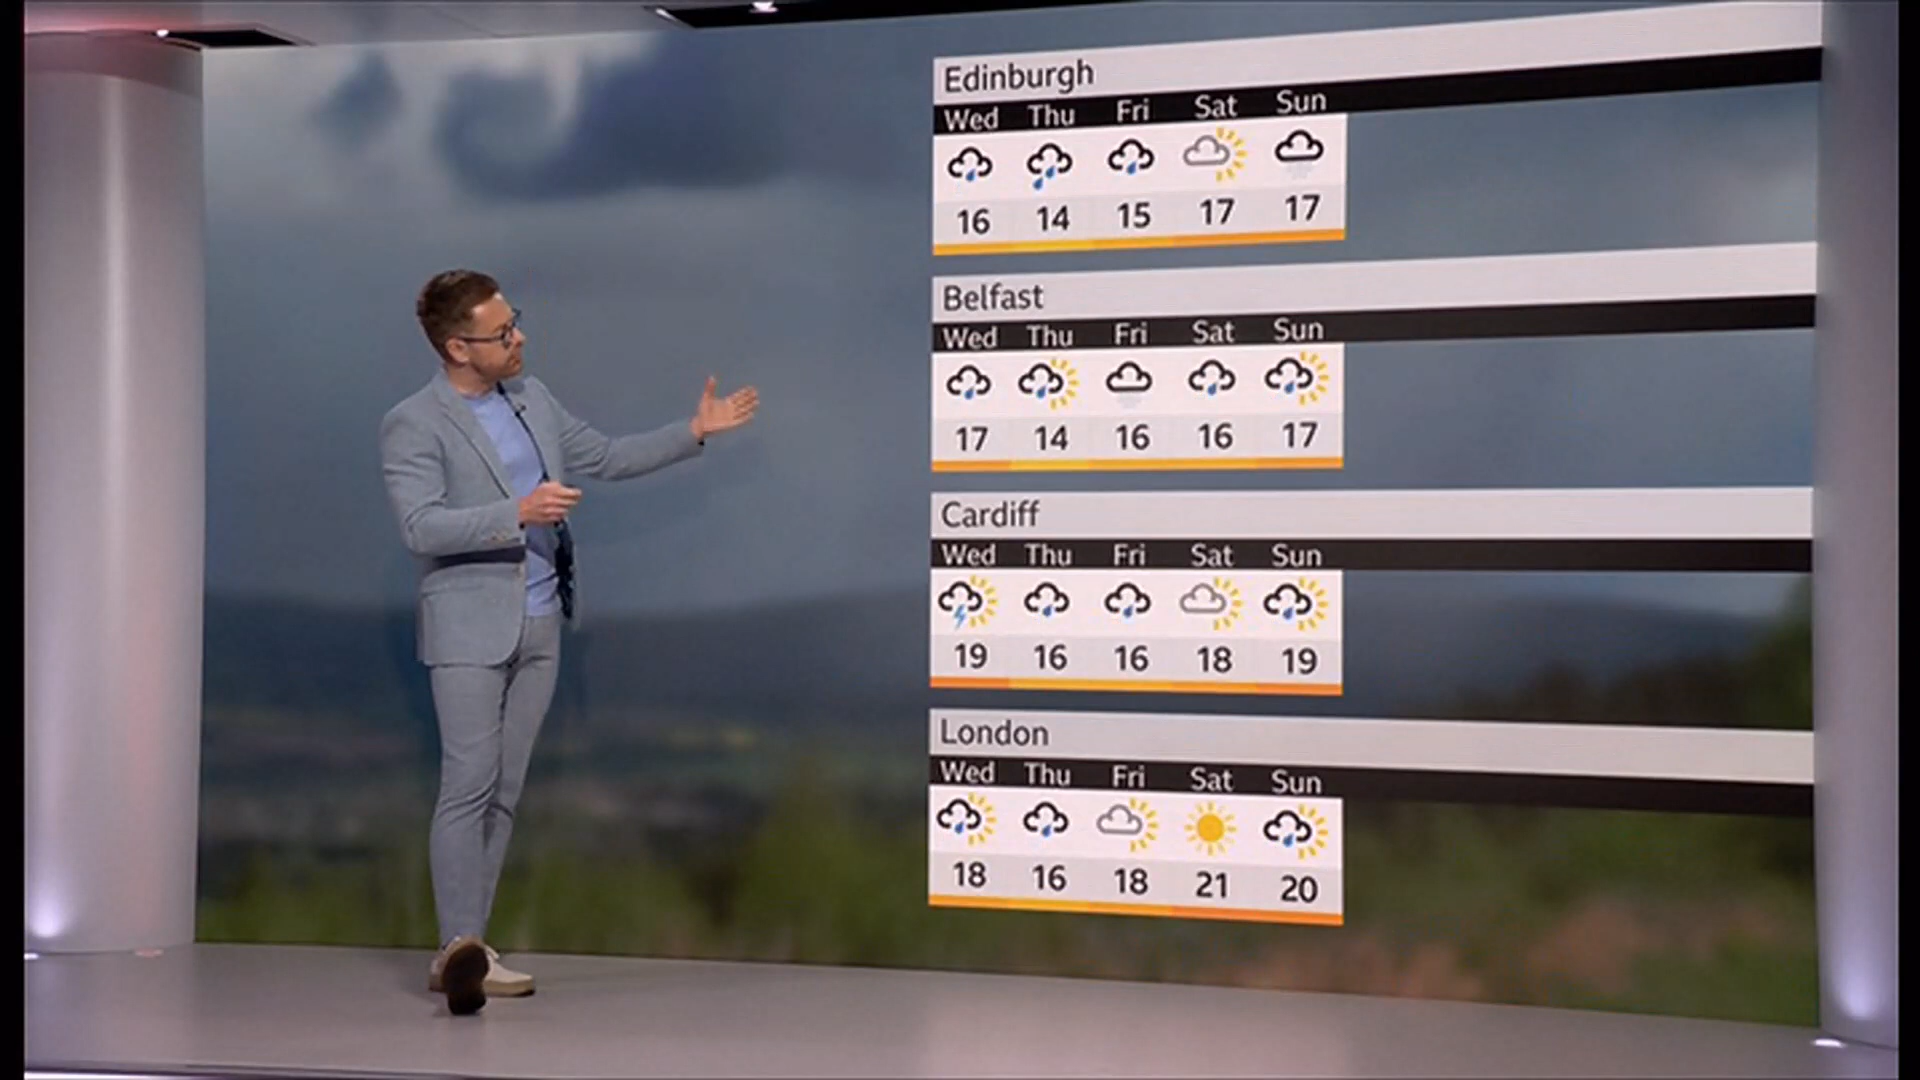 Edinburgh
Wed Thu Fri Sat Sun
16 14 15 17 17
Belfast
Wed Thu Fri Sat Sun
17 14 16 16 17
Cardiff
Wed Thu Fri Sat Sun
19 16 16 18 19
London
Wed Thu Fri Sat Sun
18 16 18 21 20